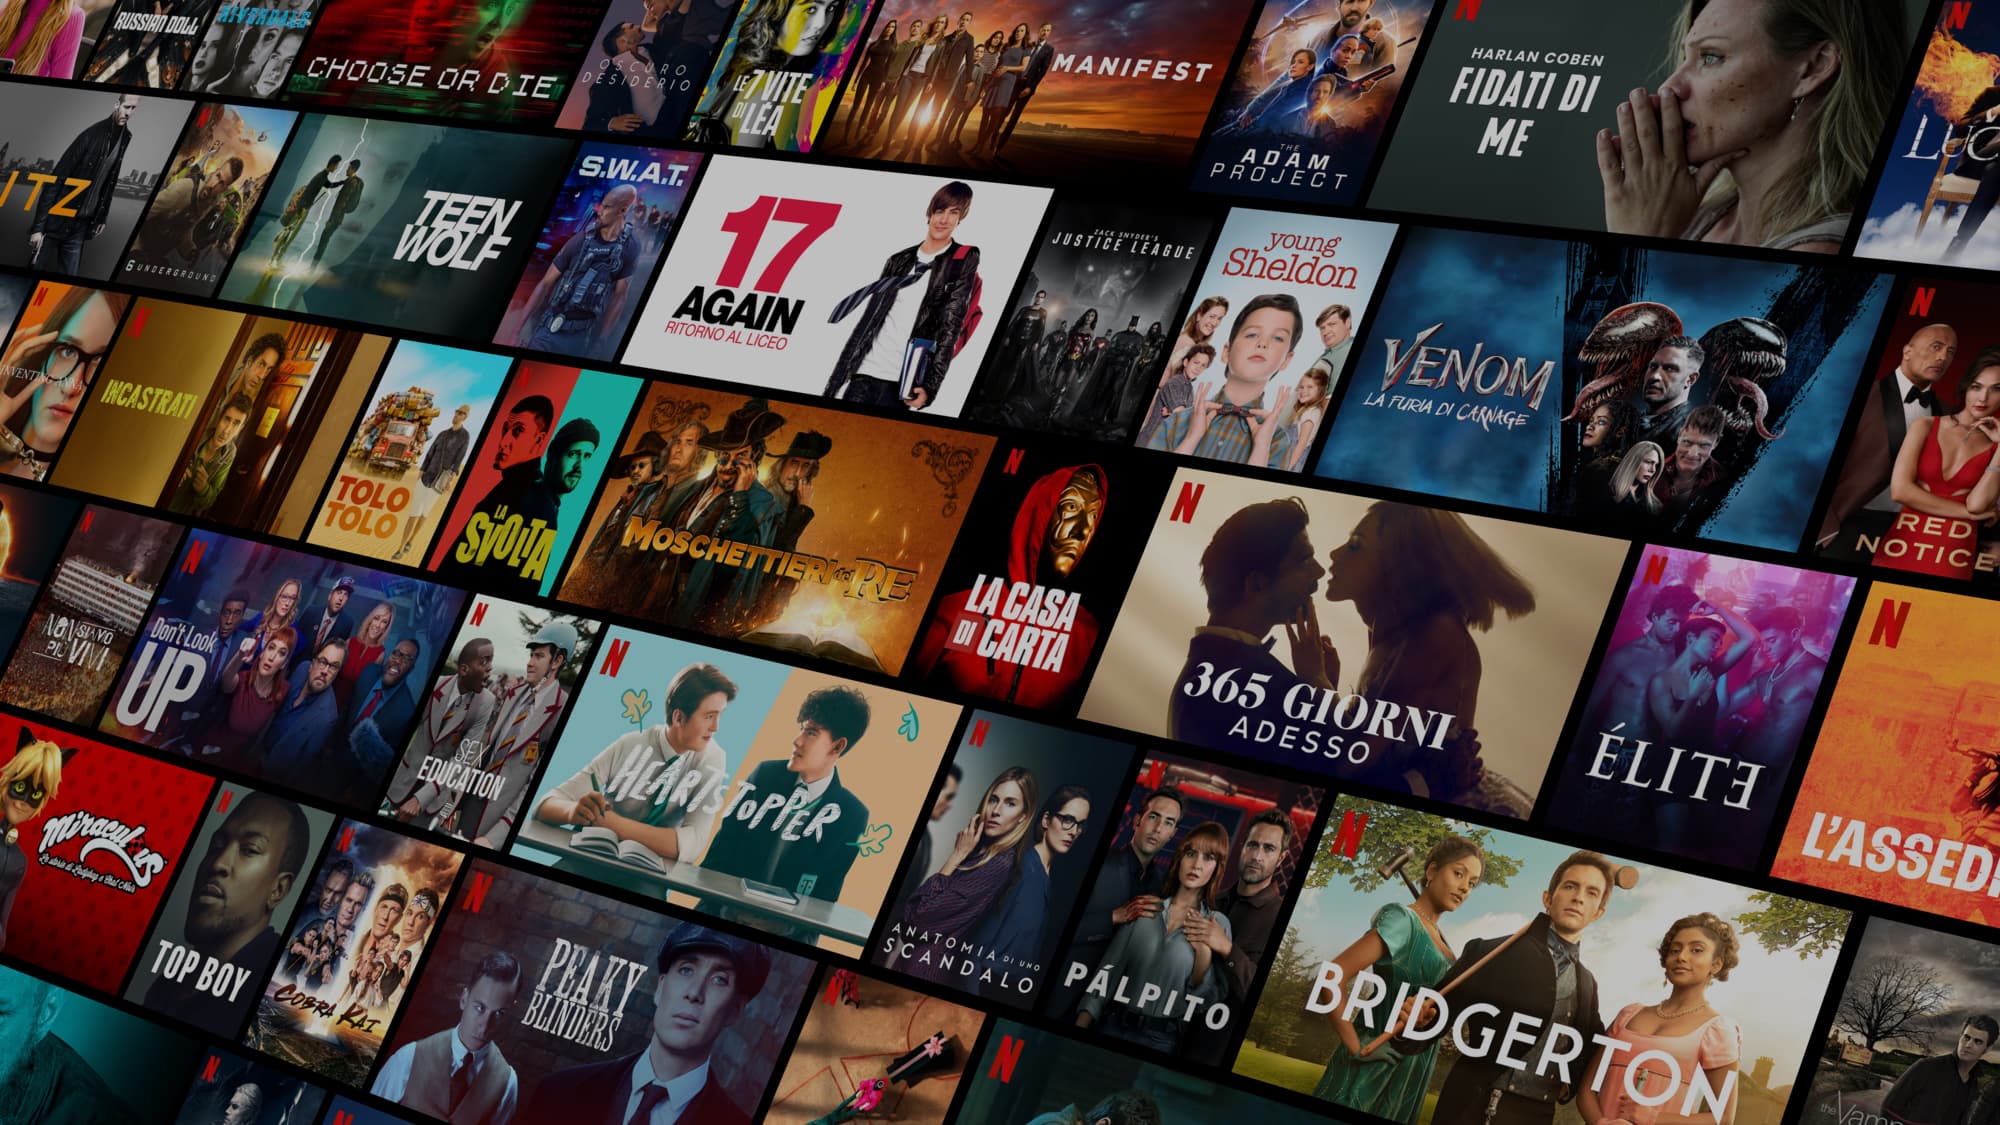 RUSSIAN DOLL
RIVERDALE
CHOOSE OR DIE
OSCURO
DESIDERIO
LE 7 VITE
DI LÉA
MANIFEST
THE
ADAM
PROJECT
N
HARLAN COBEN
FIDATI DI
ME
N
LUC
ITZ
N
6 UNDERGROUND
TEEN
WOLF
S.W.A.T.
17
AGAIN
RITORNO AL LICEO
ZACK SNYDER'S
JUSTICE LEAGUE
young
Sheldon
VENOM
LA FURIA DI CARNAGE
N
RED
NOTICE
N
INVENTING ANNA
N
INCASTRATI
TOLO
TOLO
LA
SVOLTA
MOSCHETTIERI del RE
N
LA CASA
DI CARTA
N
365 GIORNI
ADESSO
N
ÉLITE
N
L'ASSEDI
N
NON SIAMO
PIÙ VIVI
N
Don't Look
UP
N
SEX
EDUCATION
N
HEARTSTOPPER
N
ANATOMIA DI UNO
SCANDALO
N
PÁLPITO
N
BRIDGERTON
Miraculous
Le storie di Ladybug e Chat Noir
N
TOP BOY
N
COBRA KAI
N
PEAKY
BLINDERS
N
N
the Vamp
N
N